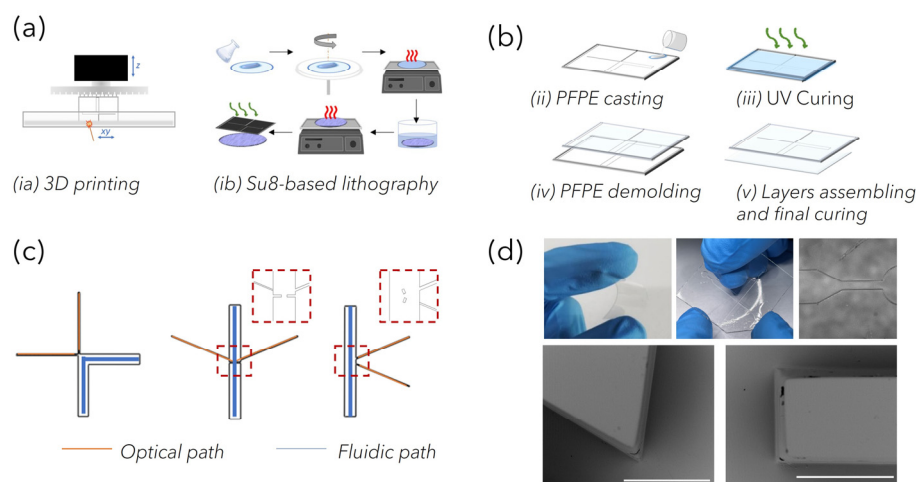 (a)
z
xy
(ia) 3D printing
(ib) Su8-based lithography
(b)
(ii) PFPE casting
(iii) UV Curing
(iv) PFPE demolding
(v) Layers assembling
and final curing
(c)
Optical path
Fluidic path
(d)